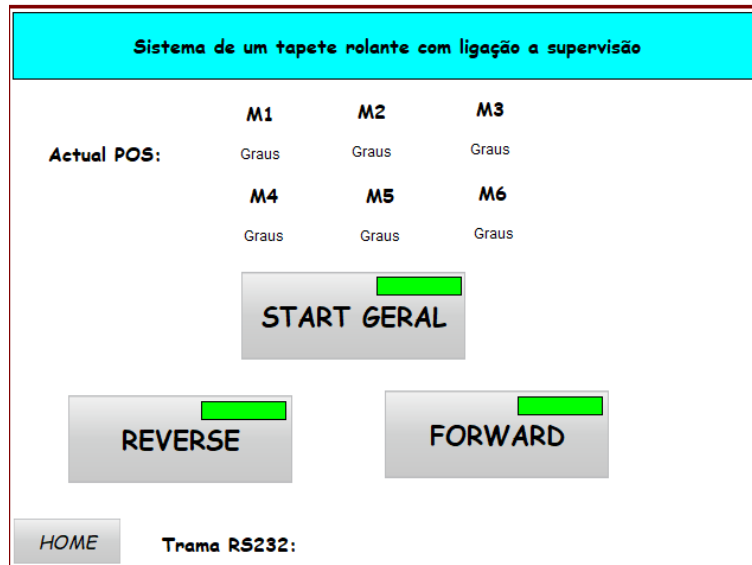 Sistema de um tapete rolante com ligação a supervisão
M1 M2 M3
Actual POS: Graus Graus Graus
M4 M5 M6
Graus Graus Graus
START GERAL
REVERSE FORWARD
HOME Trama RS232: